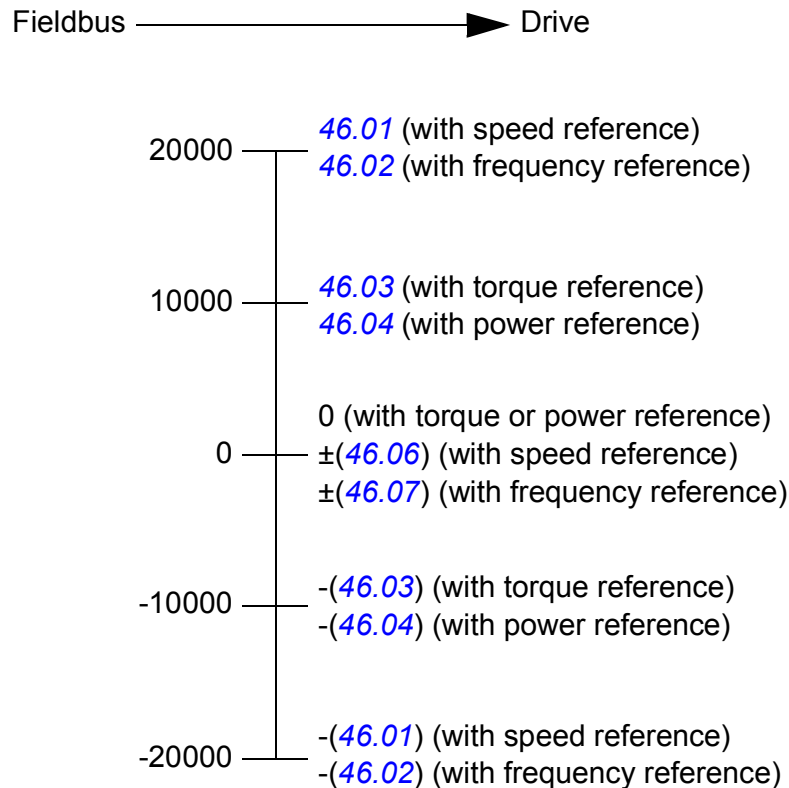 Fieldbus Drive
46.01 (with speed reference)
20000
46.02 (with frequency reference)
46.03 (with torque reference)
10000
46.04 (with power reference)
0 (with torque or power reference)
0 ±(46.06) (with speed reference)
±(46.07) (with frequency reference)
-(46.03) (with torque reference)
-10000
-(46.04) (with power reference)
-(46.01) (with speed reference)
-20000
-(46.02) (with frequency reference)